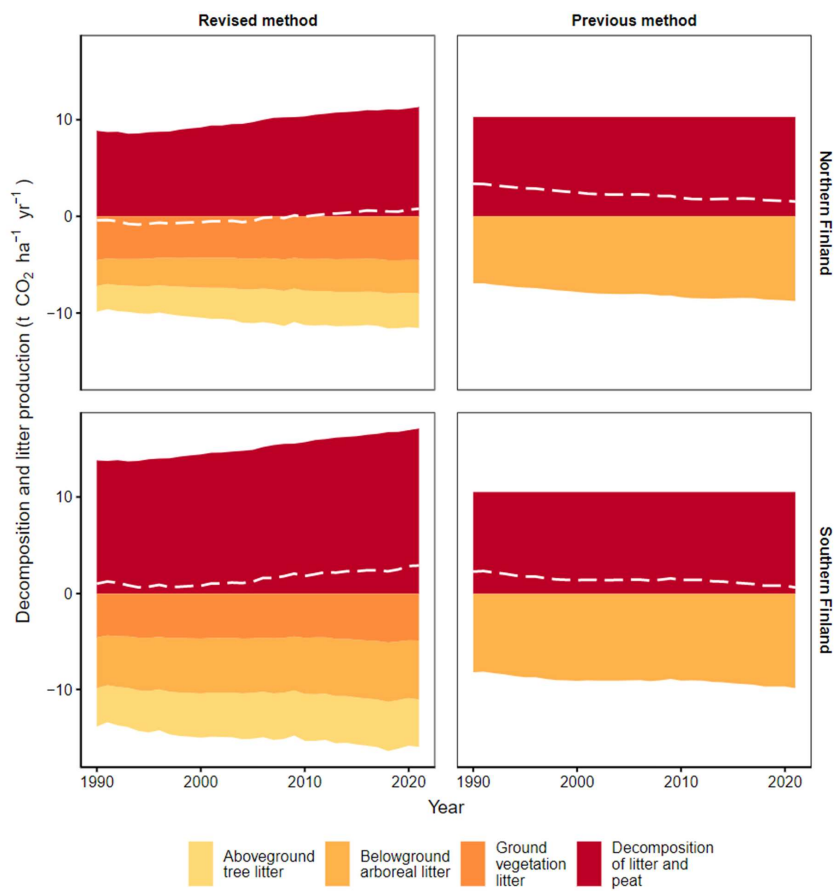 Revised method
Previous method
Decomposition and litter production (t CO₂ ha⁻¹ yr⁻¹)
10
0
−10
Northern Finland
10
0
−10
Southern Finland
1990
2000
2010
2020
1990
2000
2010
2020
Year
Aboveground
tree litter
Belowground
arboreal litter
Ground
vegetation
litter
Decomposition
of litter and
peat